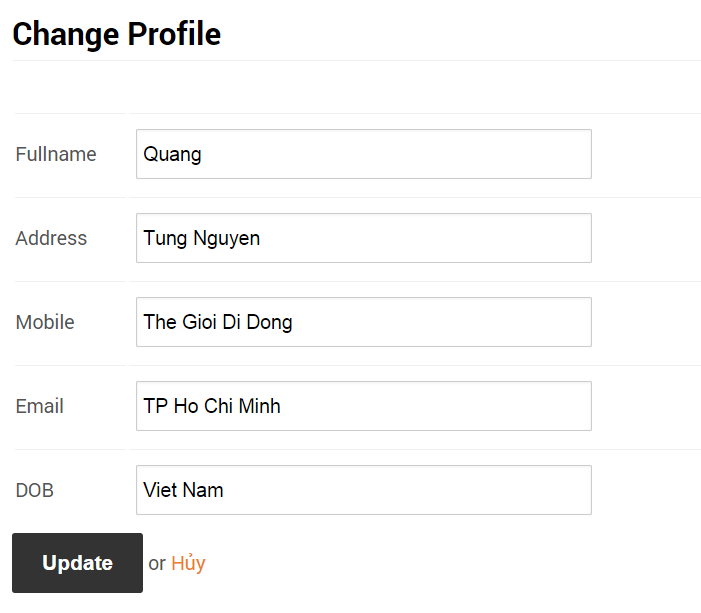 Change Profile
Fullname Quang
Address Tung Nguyen
Mobile The Gioi Di Dong
Email TP Ho Chi Minh
DOB Viet Nam
Update or Hủy